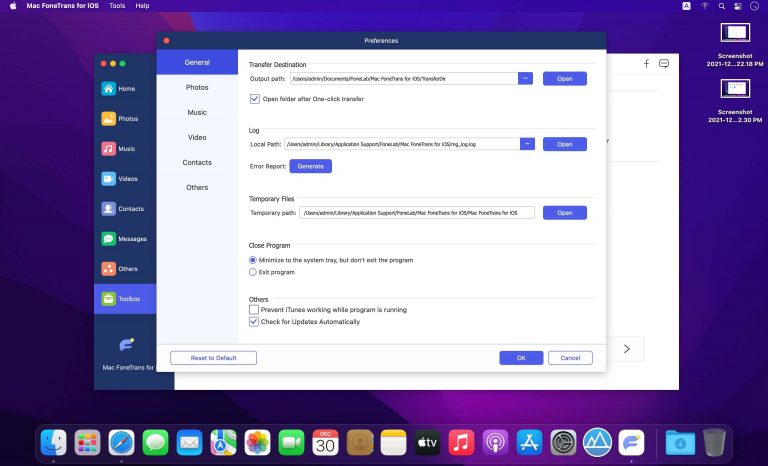 Mac FoneTrans for iOS Tools Help
A
Screenshot
2021-12...22.18 PM
Screenshot
2021-12...2.30 PM
Preferences
General
Photos
Music
Video
Contacts
Others
Home
Photos
Music
Videos
Contacts
Messages
Others
Toolbox
Mac FoneTrans for
Transfer Destination
Output path: /Users/admin/Documents/FoneLab/Mac FoneTrans for iOS/TransferDir ... Open
Open folder after One-click transfer
Log
Local Path: /Users/admin/Library/Application Support/FoneLab/Mac FoneTrans for iOS/mg_log.log ... Open
Error Report: Generate
Temporary Files
Temporary path: /Users/admin/Library/Application Support/FoneLab/Mac FoneTrans for iOS/Mac FoneTrans for iOS Open
Close Program
Minimize to the system tray, but don't exit the program
Exit program
Others
Prevent iTunes working while program is running
Check for Updates Automatically
Reset to Default OK Cancel
DEC
30
tv